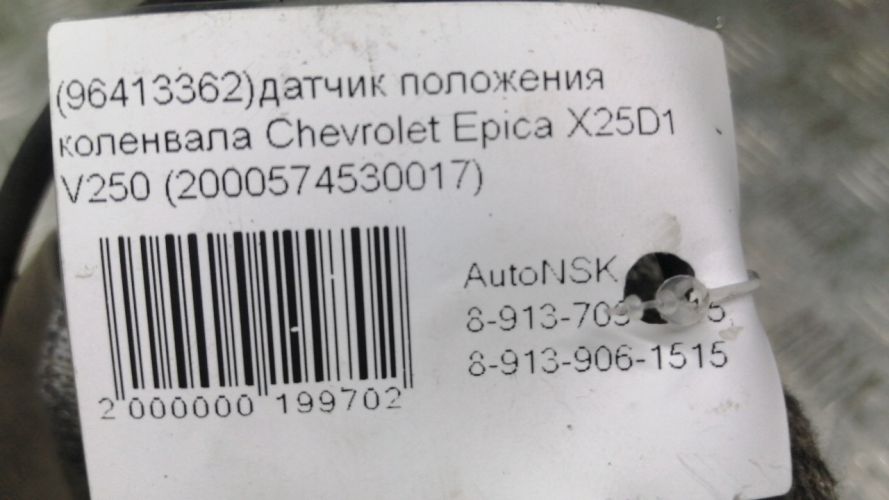 (96413362)датчик положения
коленвала Chevrolet Epica X25D1
V250 (2000574530017)
AutoNSK
8-913-906-1515
2 000000 199702